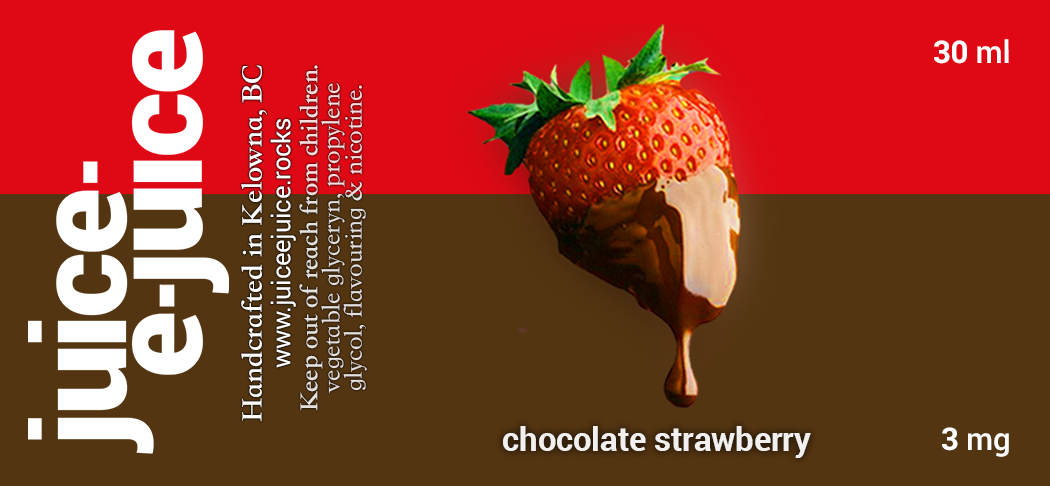 juice-
e-juice
Handcrafted in Kelowna, BC
www.juiceejuice.rocks
Keep out of reach from children.
vegetable glyceryn, propylene
glycol, flavouring & nicotine.
30 ml
chocolate strawberry
3 mg